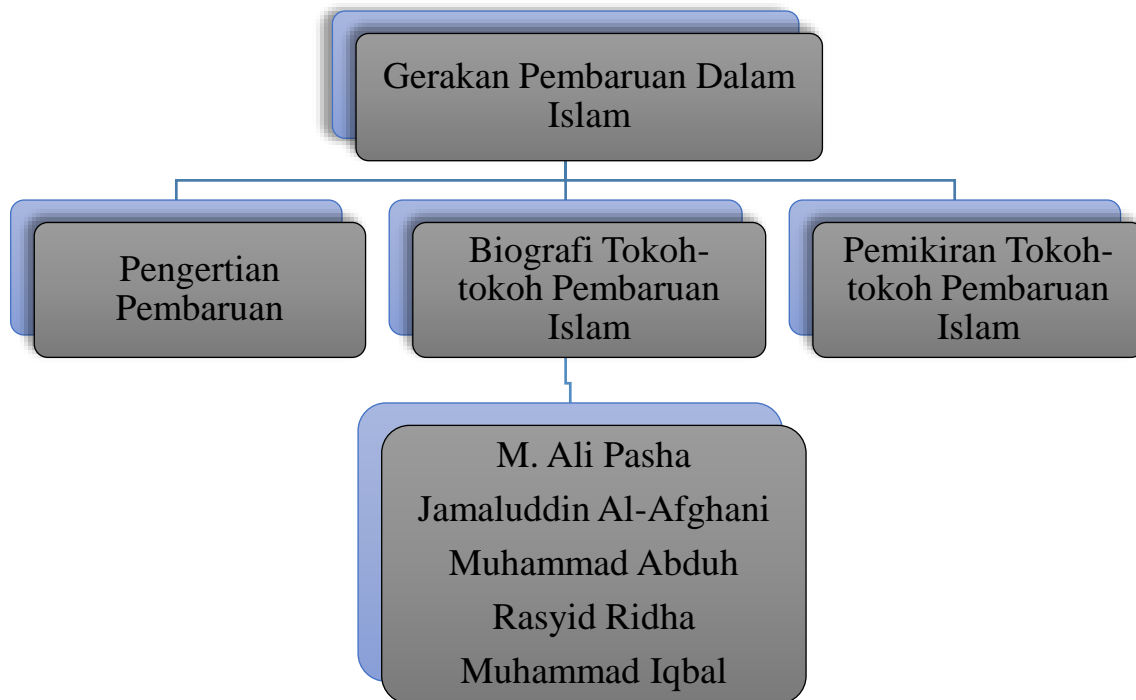 Gerakan Pembaruan Dalam
Islam
Pengertian
Pembaruan
Biografi Tokoh-
tokoh Pembaruan
Islam
Pemikiran Tokoh-
tokoh Pembaruan
Islam
M. Ali Pasha
Jamaluddin Al-Afghani
Muhammad Abduh
Rasyid Ridha
Muhammad Iqbal